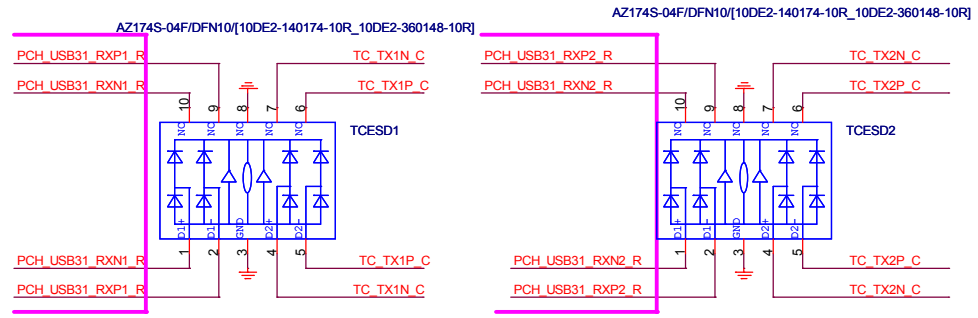 AZ174S-04F/DFN10/[10DE2-140174-10R_10DE2-360148-10R]
PCH_USB31_RXP1_R
TC_TX1N_C
PCH_USB31_RXN1_R
TC_TX1P_C
10
9
8
7
6
NC
NC
NC
NC
TCESD1
D1+
D1-
GND
D2+
D2-
1
2
3
4
5
PCH_USB31_RXN1_R
TC_TX1P_C
PCH_USB31_RXP1_R
TC_TX1N_C
AZ174S-04F/DFN10/[10DE2-140174-10R_10DE2-360148-10R]
PCH_USB31_RXP2_R
TC_TX2N_C
PCH_USB31_RXN2_R
TC_TX2P_C
10
9
8
7
6
NC
NC
NC
NC
TCESD2
D1+
D1-
GND
D2+
D2-
1
2
3
4
5
PCH_USB31_RXN2_R
TC_TX2P_C
PCH_USB31_RXP2_R
TC_TX2N_C